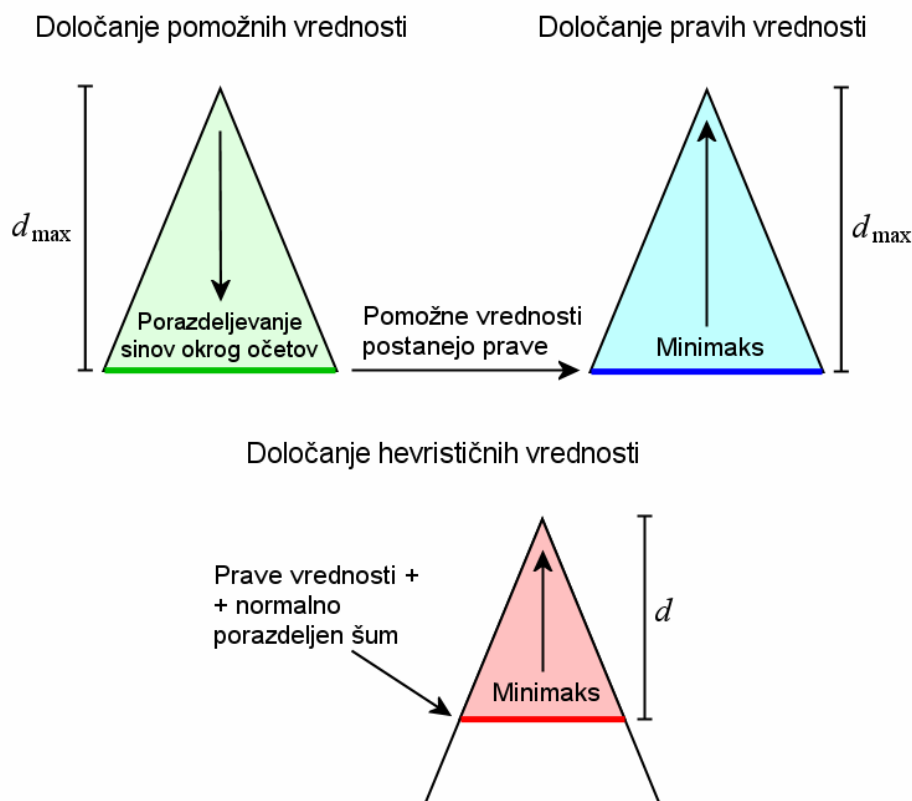 Določanje pomožnih vrednosti
Določanje pravih vrednosti
d max
Porazdeljevanje
sinov okrog očetov
Pomožne vrednosti
postanejo prave
Minimaks
d max
Določanje hevrističnih vrednosti
Prave vrednosti +
+ normalno
porazdeljen šum
Minimaks
d